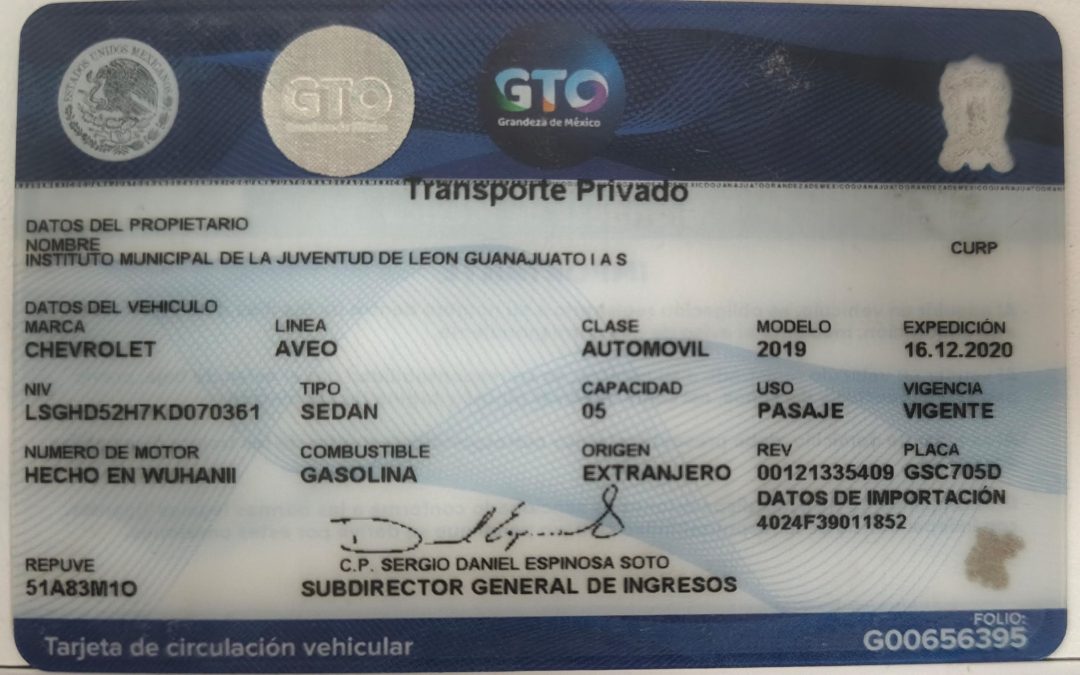 ESTADOS UNIDOS MEXICANOS
GTO
GTO
Grandeza de México
Transporte Privado
DATOS DEL PROPIETARIO
NOMBRE CURP
INSTITUTO MUNICIPAL DE LA JUVENTUD DE LEON GUANAJUATO I A S
DATOS DEL VEHICULO
MARCA LINEA CLASE MODELO EXPEDICIÓN
CHEVROLET AVEO AUTOMOVIL 2019 16.12.2020
NIV TIPO CAPACIDAD USO VIGENCIA
LSGHD52H7KD070361 SEDAN 05 PASAJE VIGENTE
NUMERO DE MOTOR COMBUSTIBLE ORIGEN REV PLACA
HECHO EN WUHANII GASOLINA EXTRANJERO 00121335409 GSC705D
DATOS DE IMPORTACIÓN
4024F39011852
REPUVE C.P. SERGIO DANIEL ESPINOSA SOTO
51A83M1O SUBDIRECTOR GENERAL DE INGRESOS
Tarjeta de circulación vehicular
FOLIO:
G00656395